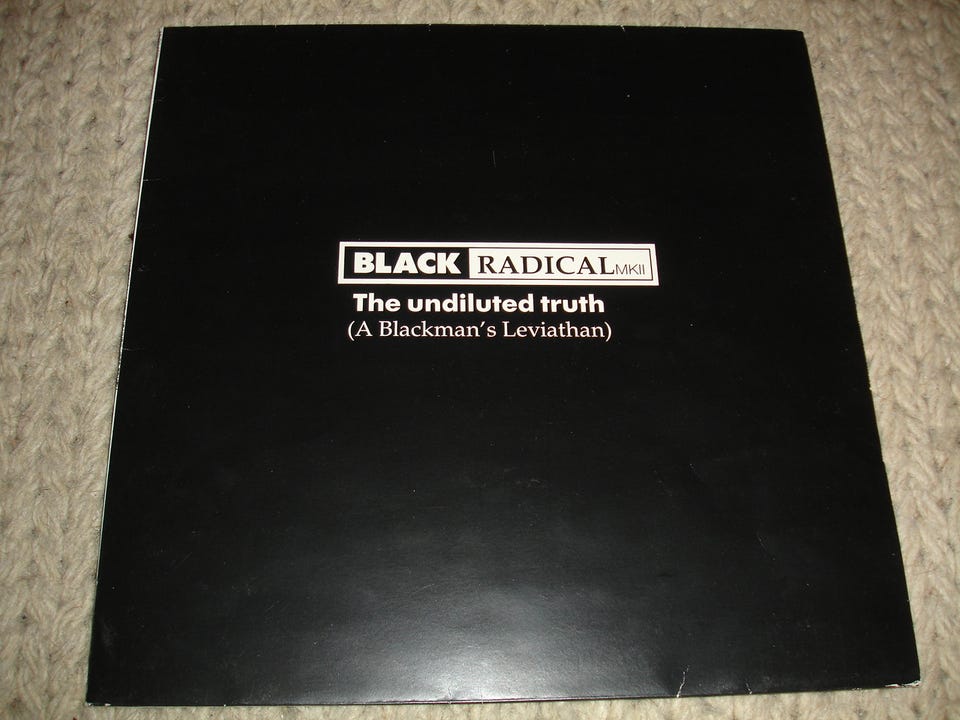 BLACK RADICAL MKII
The undiluted truth
(A Blackman's Leviathan)